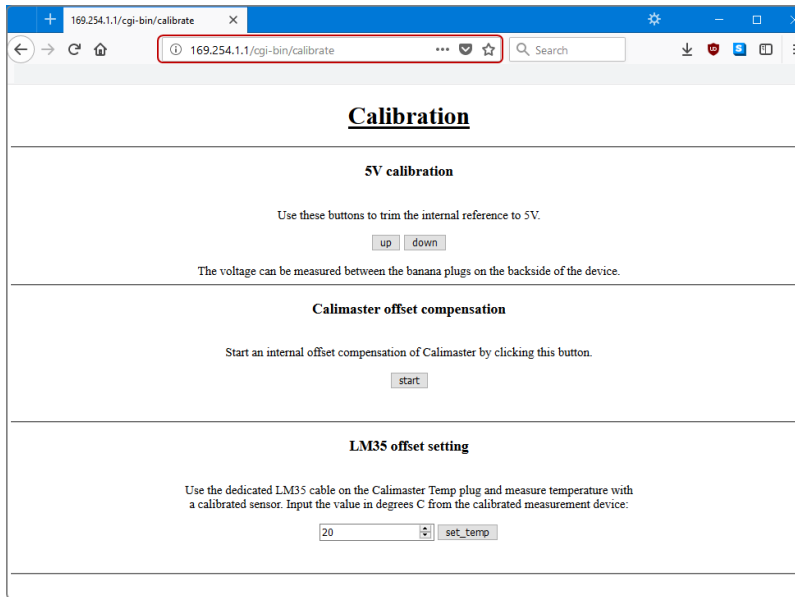 169.254.1.1/cgi-bin/calibrate
169.254.1.1/cgi-bin/calibrate
Search
Calibration
5V calibration
Use these buttons to trim the internal reference to 5V.
up down
The voltage can be measured between the banana plugs on the backside of the device.
Calimaster offset compensation
Start an internal offset compensation of Calimaster by clicking this button.
start
LM35 offset setting
Use the dedicated LM35 cable on the Calimaster Temp plug and measure temperature with
a calibrated sensor. Input the value in degrees C from the calibrated measurement device:
20 set_temp